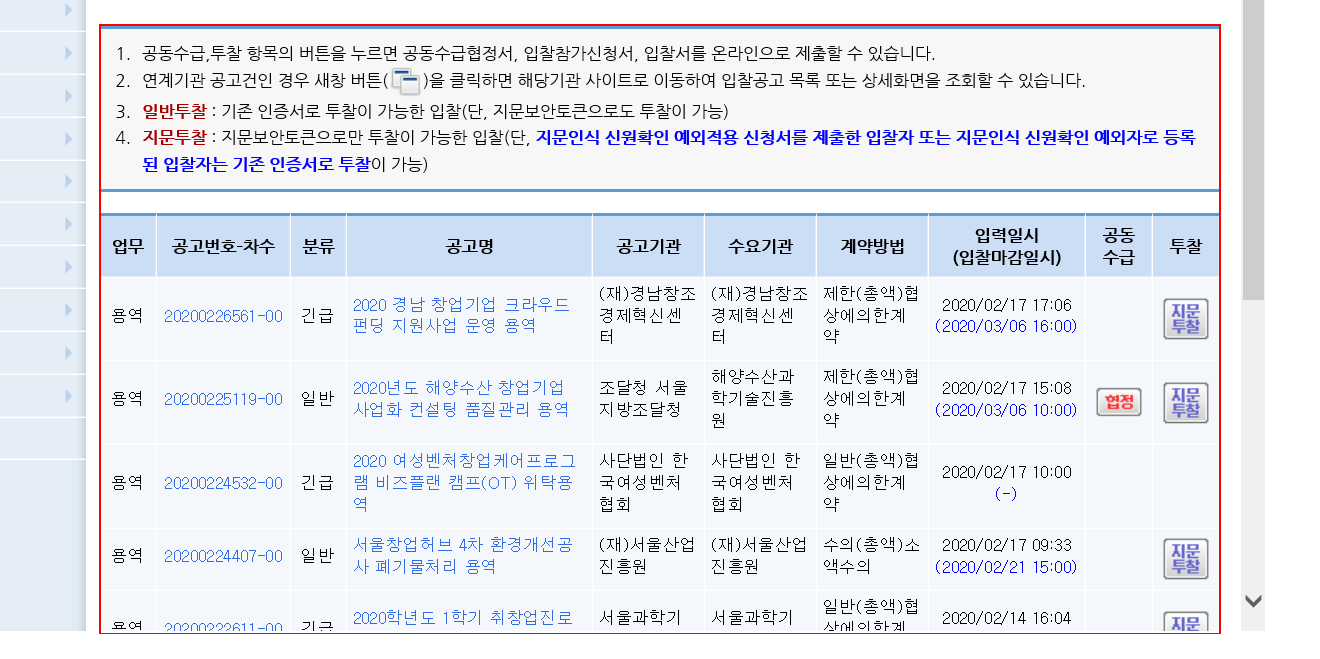 1. 공동수급,투찰 항목의 버튼을 누르면 공동수급협정서, 입찰참가신청서, 입찰서를 온라인으로 제출할 수 있습니다.
2. 연계기관 공고건인 경우 새창 버튼( )을 클릭하면 해당기관 사이트로 이동하여 입찰공고 목록 또는 상세화면을 조회할 수 있습니다.
3. 일반투찰 : 기존 인증서로 투찰이 가능한 입찰(단, 지문보안토큰으로도 투찰이 가능)
4. 지문투찰 : 지문보안토큰으로만 투찰이 가능한 입찰(단, 지문인식 신원확인 예외적용 신청서를 제출한 입찰자 또는 지문인식 신원확인 예외자로 등록
된 입찰자는 기존 인증서로 투찰이 가능)
업무 공고번호-차수 분류 공고명 공고기관 수요기관 계약방법 입력일시 (입찰마감일시) 공동 수급 투찰
용역 20200226561-00 긴급 2020 경남 창업기업 크라우드 펀딩 지원사업 운영 용역 (재)경남창조경제혁신센터 (재)경남창조경제혁신센터 제한(총액)협상에의한계약 2020/02/17 17:06 (2020/03/06 16:00) 지문 투찰
용역 20200225119-00 일반 2020년도 해양수산 창업기업 사업화 컨설팅 품질관리 용역 조달청 서울지방조달청 해양수산과학기술진흥원 제한(총액)협상에의한계약 2020/02/17 15:08 (2020/03/06 10:00) 협정 지문 투찰
용역 20200224532-00 긴급 2020 여성벤처창업케어프로그램 비즈플랜 캠프(OT) 위탁용역 사단법인 한국여성벤처협회 사단법인 한국여성벤처협회 일반(총액)협상에의한계약 2020/02/17 10:00 (-)
용역 20200224407-00 일반 서울창업허브 4차 환경개선공사 폐기물처리 용역 (재)서울산업진흥원 (재)서울산업진흥원 수의(총액)소액수의 2020/02/17 09:33 (2020/02/21 15:00) 지문 투찰
용역 20200222611-00 긴급 2020학년도 1학기 취창업진로 서울과학기 서울과학기 일반(총액)협상에의한계 2020/02/14 16:04 지문